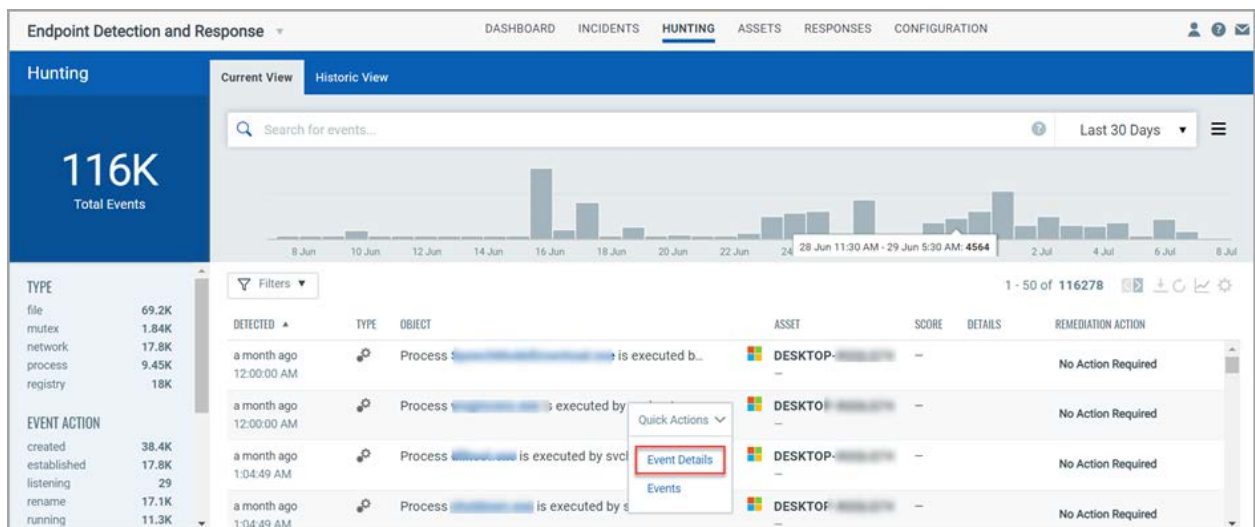 Endpoint Detection and Response
DASHBOARD INCIDENTS HUNTING ASSETS RESPONSES CONFIGURATION
Hunting
Current View Historic View
Search for events...
Last 30 Days
116K
Total Events
28 Jun 11:30 AM - 29 Jun 5:30 AM: 4564
8 Jun 10 Jun 12 Jun 14 Jun 16 Jun 18 Jun 20 Jun 22 Jun 24 2 Jul 4 Jul 6 Jul 8 Jul
TYPE
file 69.2K
mutex 1.84K
network 17.8K
process 9.45K
registry 18K
EVENT ACTION
created 38.4K
established 17.8K
listening 29
rename 17.1K
running 11.3K
Filters
1 - 50 of 116278
DETECTED TYPE OBJECT ASSET SCORE DETAILS REMEDIATION ACTION
a month ago Process is executed b... DESKTOP- – No Action Required
12:00:00 AM –
a month ago Process s executed by DESKTO – No Action Required
12:00:00 AM
Quick Actions
Event Details
Events
a month ago Process is executed by svcl DESKTOP- – No Action Required
1:04:49 AM
a month ago Process is executed by s DESKTOP – No Action Required
1:04:49 AM